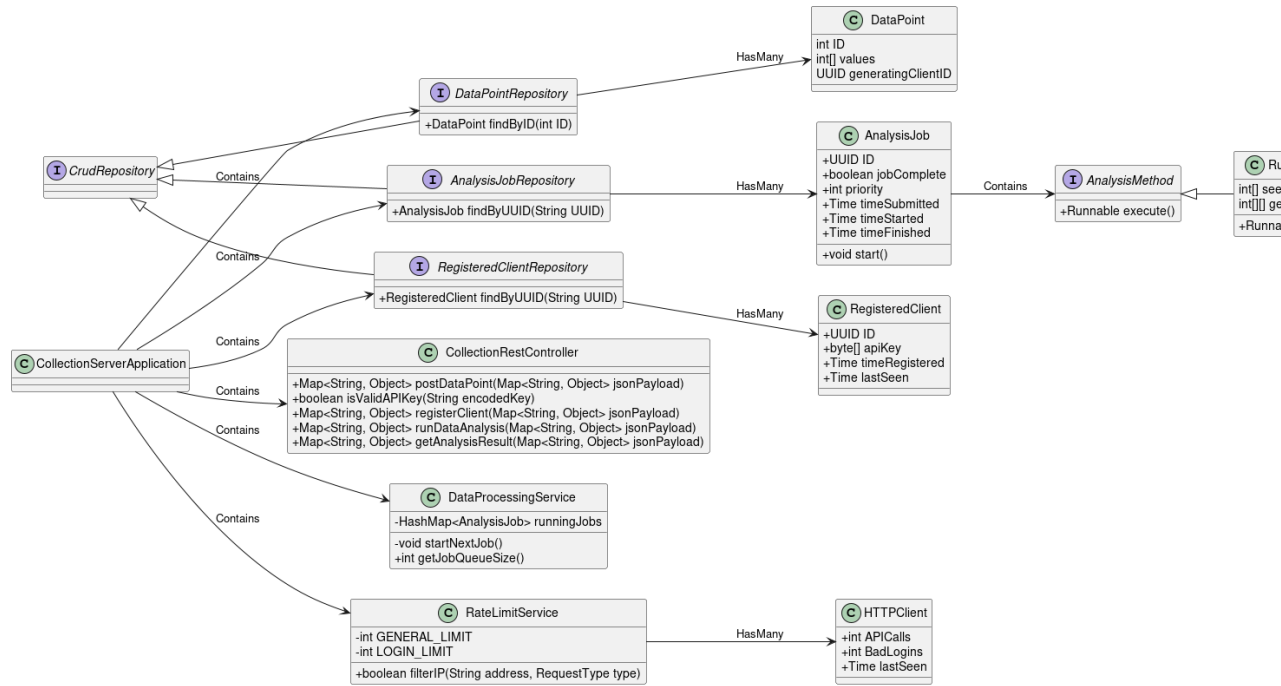 C DataPoint
int ID
int[] values
UUID generatingClientID
HasMany
I DataPointRepository
+DataPoint findByID(int ID)
I CrudRepository
Contains
I AnalysisJobRepository
+AnalysisJob findByUUID(String UUID)
HasMany
C AnalysisJob
+UUID ID
+boolean jobComplete
+int priority
+Time timeSubmitted
+Time timeStarted
+Time timeFinished
+void start()
Contains
I AnalysisMethod
+Runnable execute()
C Ru
int[] see
int[][] ge
+Runna
Contains
I RegisteredClientRepository
+RegisteredClient findByUUID(String UUID)
HasMany
C RegisteredClient
+UUID ID
+byte[] apiKey
+Time timeRegistered
+Time lastSeen
Contains
C CollectionServerApplication
C CollectionRestController
+Map<String, Object> postDataPoint(Map<String, Object> jsonPayload)
+boolean isValidAPIKey(String encodedKey)
+Map<String, Object> registerClient(Map<String, Object> jsonPayload)
+Map<String, Object> runDataAnalysis(Map<String, Object> jsonPayload)
+Map<String, Object> getAnalysisResult(Map<String, Object> jsonPayload)
Contains
Contains
C DataProcessingService
-HashMap<AnalysisJob> runningJobs
-void startNextJob()
+int getJobQueueSize()
Contains
C RateLimitService
-int GENERAL_LIMIT
-int LOGIN_LIMIT
+boolean filterIP(String address, RequestType type)
HasMany
C HTTPClient
+int APICalls
+int BadLogins
+Time lastSeen